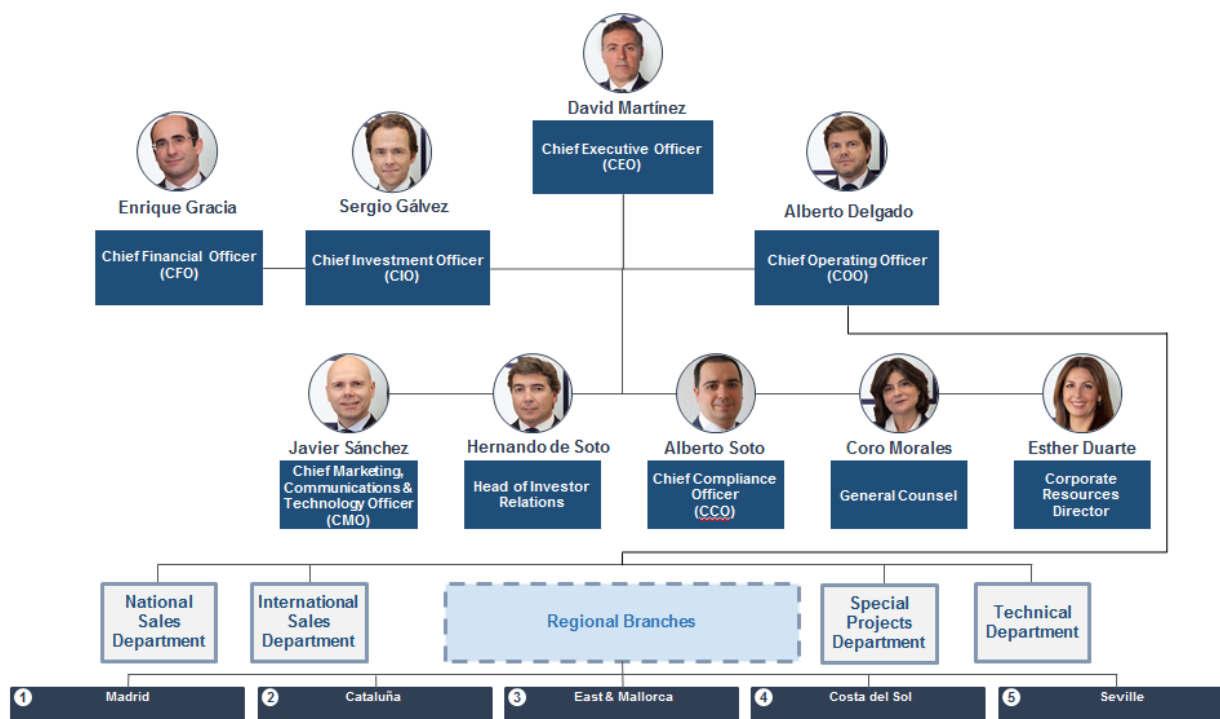 David Martínez
Chief Executive Officer
(CEO)
Enrique Gracia
Sergio Gálvez
Alberto Delgado
Chief Financial Officer
(CFO)
Chief Investment Officer
(CIO)
Chief Operating Officer
(COO)
Javier Sánchez
Hernando de Soto
Alberto Soto
Coro Morales
Esther Duarte
Chief Marketing,
Communications &
Technology Officer
(CMO)
Head of Investor
Relations
Chief Compliance
Officer
(CCO)
General Counsel
Corporate
Resources
Director
National
Sales
Department
International
Sales
Department
Regional Branches
Special
Projects
Department
Technical
Department
1 Madrid
2 Cataluña
3 East & Mallorca
4 Costa del Sol
5 Seville